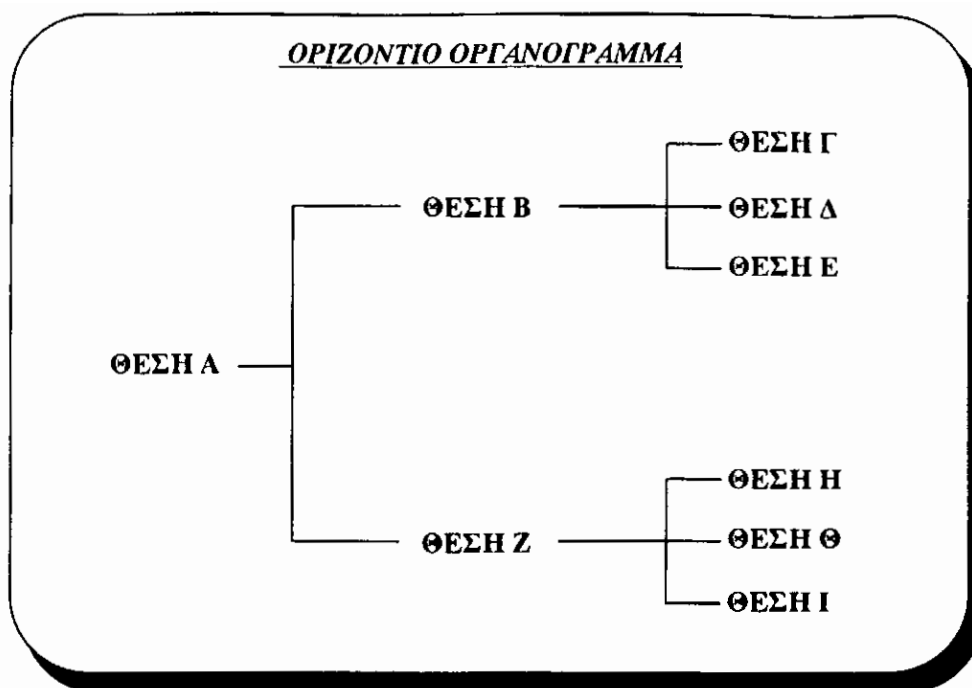 ΟΡΙΖΟΝΤΙΟ ΟΡΓΑΝΟΓΡΑΜΜΑ
ΘΕΣΗ Γ
ΘΕΣΗ Β
ΘΕΣΗ Δ
ΘΕΣΗ Ε
ΘΕΣΗ Α
ΘΕΣΗ Η
ΘΕΣΗ Ζ
ΘΕΣΗ Θ
ΘΕΣΗ Ι